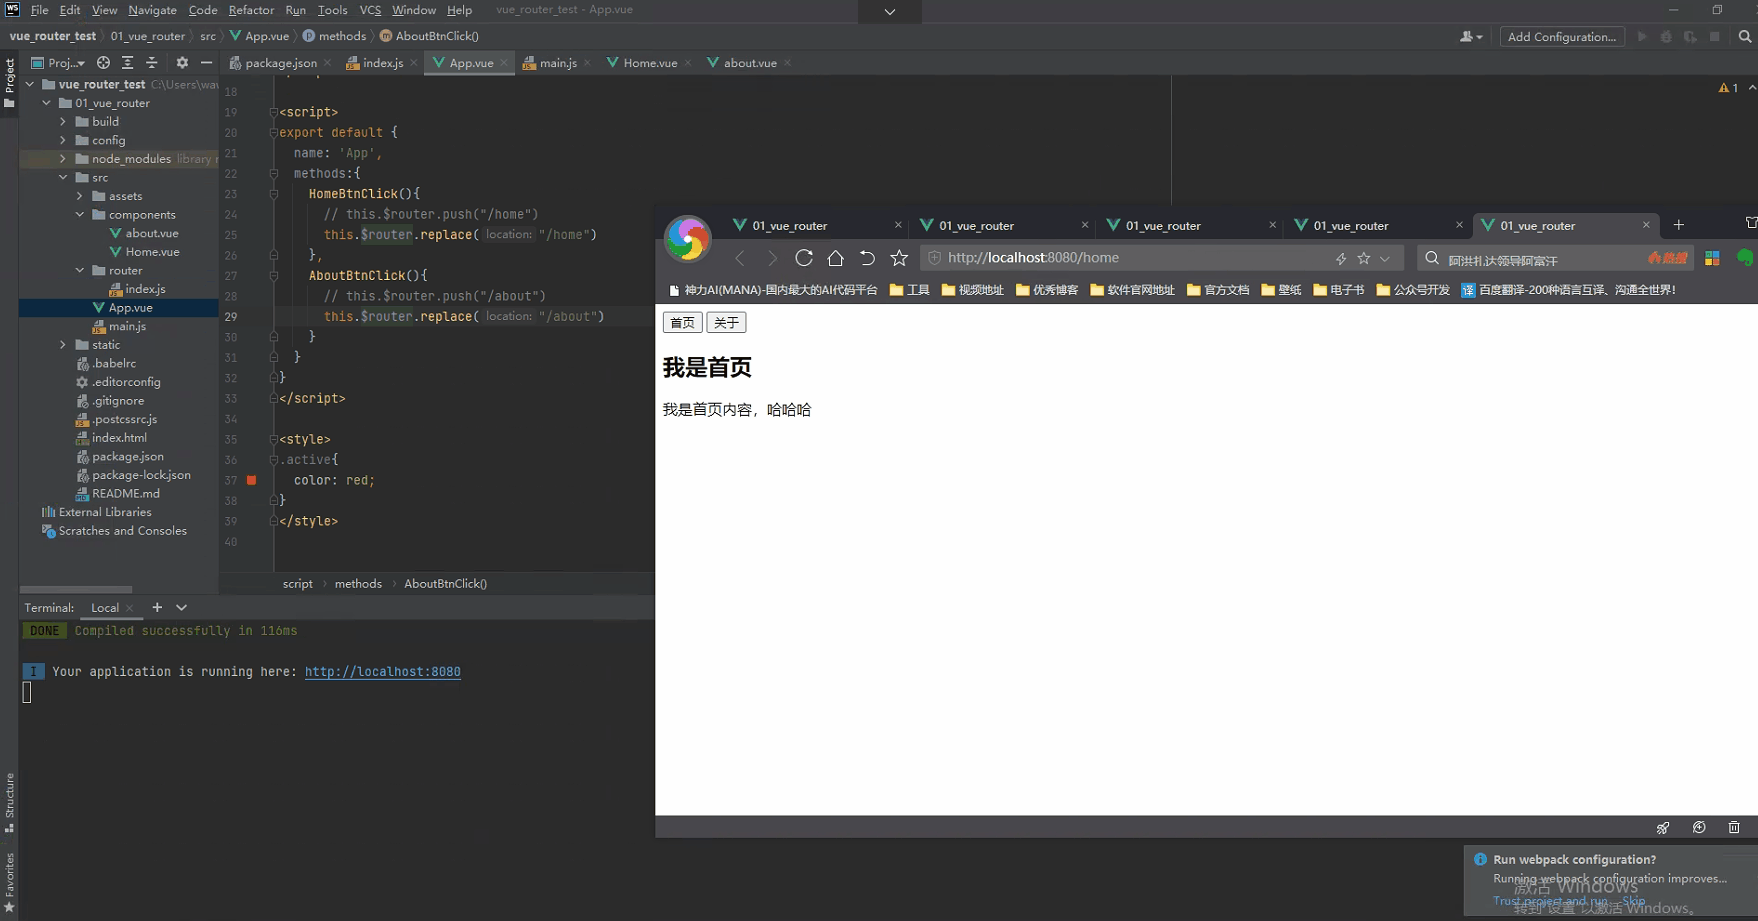 WS File Edit View Navigate Code Refactor Run Tools VCS Window Help vue_router_test - App.vue
vue_router_test 01_vue_router src App.vue methods AboutBtnClick()
Add Configuration...
Project
Proj...
package.json index.js App.vue main.js Home.vue about.vue
vue_router_test C:\Users\wa
01_vue_router
build
config
node_modules library r
src
assets
components
about.vue
Home.vue
router
index.js
App.vue
main.js
static
.babelrc
.editorconfig
.gitignore
.postcssrc.js
index.html
package.json
package-lock.json
README.md
External Libraries
Scratches and Consoles
1
18
19 <script>
20 export default {
21 name: 'App',
22 methods:{
23 HomeBtnClick(){
24 // this.$router.push("/home")
25 this.$router.replace( location: "/home")
26 },
27 AboutBtnClick(){
28 // this.$router.push("/about")
29 this.$router.replace( location: "/about")
30 }
31 }
32 }
33 </script>
34
35 <style>
36 .active{
37 color: red;
38 }
39 </style>
40
script methods AboutBtnClick()
01_vue_router 01_vue_router 01_vue_router 01_vue_router 01_vue_router
http://localhost:8080/home
阿洪扎达领导阿富汗
热搜
神力AI(MANA)-国内最大的AI代码平台 工具 视频地址 优秀博客 软件官网地址 官方文档 壁纸 电子书 公众号开发 译 百度翻译-200种语言互译、沟通全世界!
首页 关于
我是首页
我是首页内容，哈哈哈
Terminal: Local
DONE Compiled successfully in 116ms
I Your application is running here: http://localhost:8080
Structure
Favorites
Run webpack configuration?
Running webpack configuration improves...
Trust project and run Skip
激活 Windows
转到"设置"以激活 Windows。